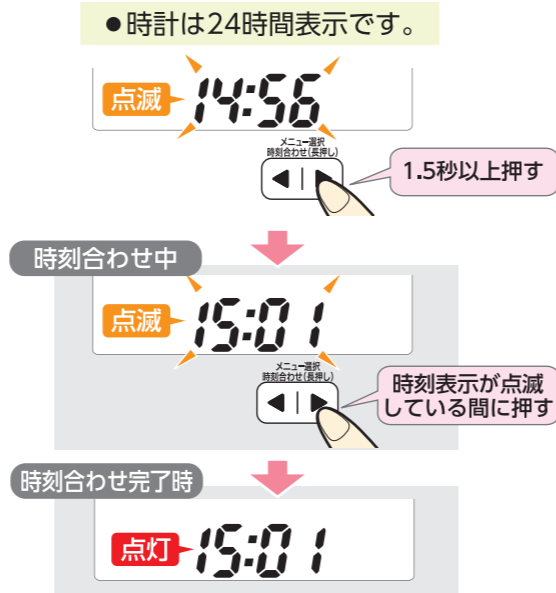 ●時計は24時間表示です。
点滅
14:56
メニュー選択
時刻合わせ(長押し)
1.5秒以上押す
時刻合わせ中
点滅
15:01
メニュー選択
時刻合わせ(長押し)
時刻表示が点滅
している間に押す
時刻合わせ完了時
点灯
15:01